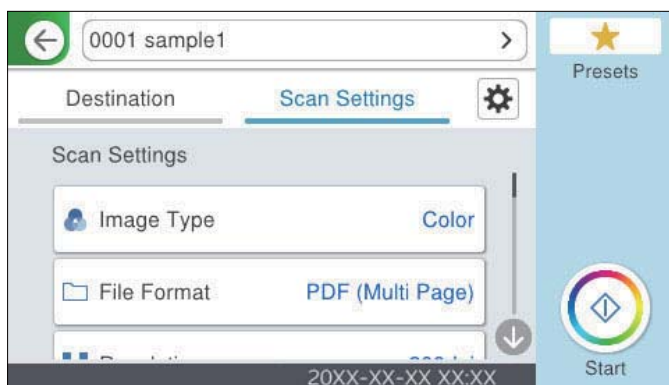 0001 sample1
Presets
Destination
Scan Settings
Scan Settings
Image Type
Color
File Format
PDF (Multi Page)
20XX-XX-XX XX:XX
Start